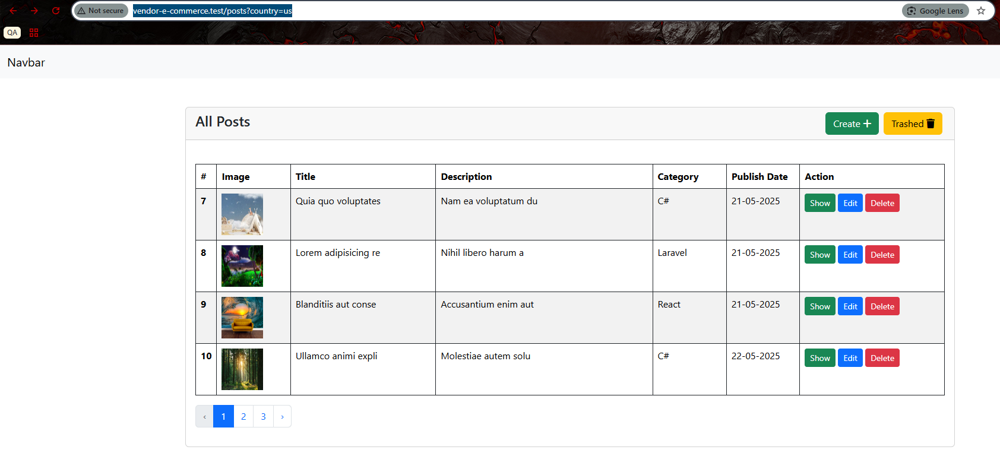 Not secure vendor-e-commerce.test/posts?country=us Google Lens
QA
Navbar
All Posts Create + Trashed
# Image Title Description Category Publish Date Action
7 Quia quo voluptates Nam ea voluptatum du C# 21-05-2025 Show Edit Delete
8 Lorem adipisicing re Nihil libero harum a Laravel 21-05-2025 Show Edit Delete
9 Blanditiis aut conse Accusantium enim aut React 21-05-2025 Show Edit Delete
10 Ullamco animi expli Molestiae autem solu C# 22-05-2025 Show Edit Delete
‹ 1 2 3 ›